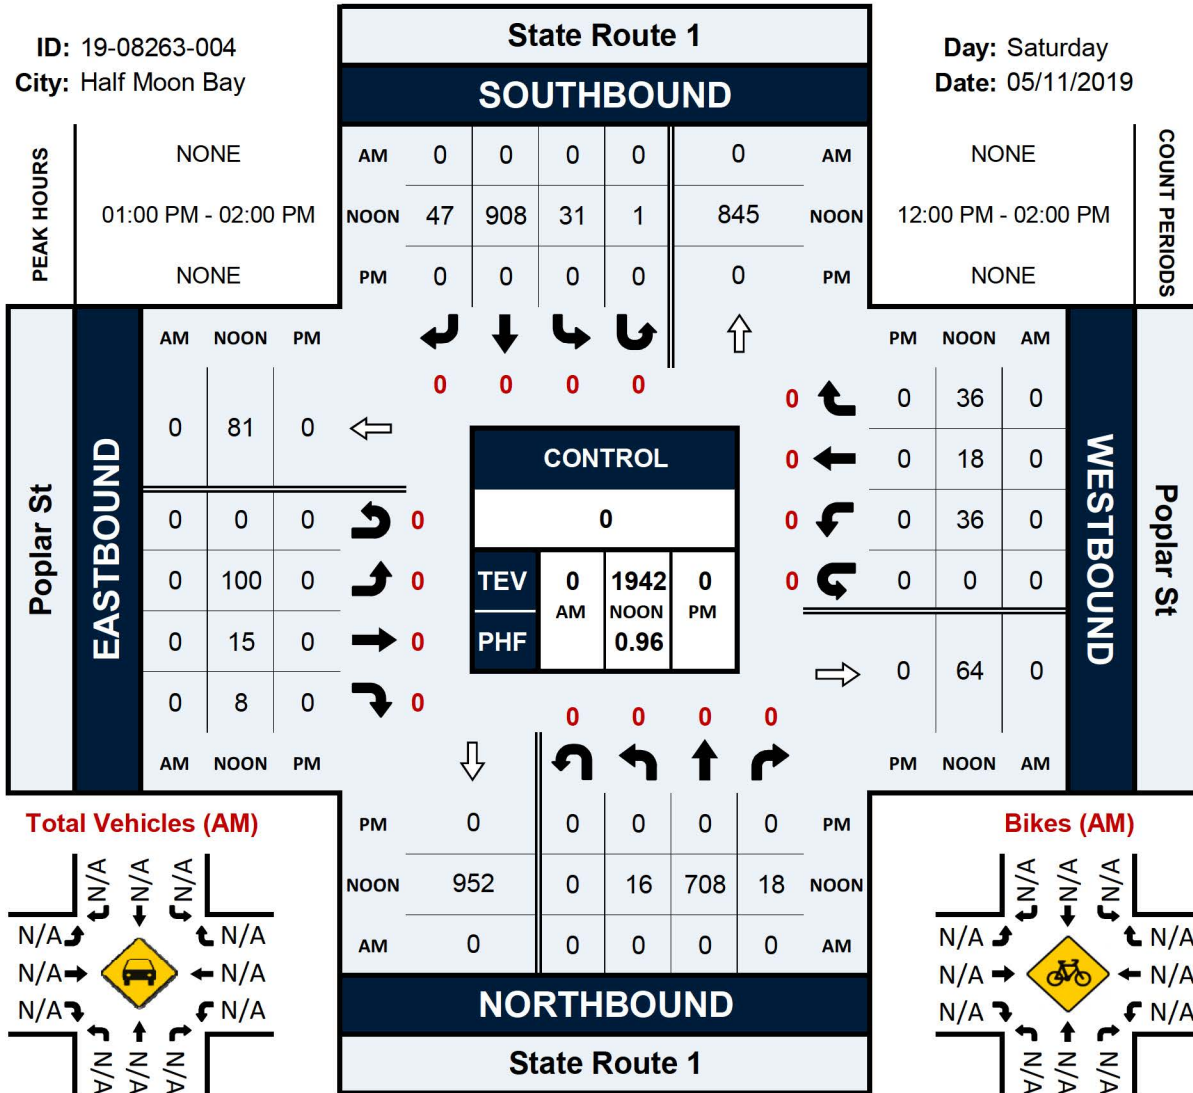 State Route 1
ID: 19-08263-004
Day: Saturday
City: Half Moon Bay
Date: 05/11/2019
SOUTHBOUND
PEAK HOURS
NONE
01:00 PM - 02:00 PM
NONE
AM 0 0 0 0 0 AM
NOON 47 908 31 1 845 NOON
PM 0 0 0 0 0 PM
NONE
12:00 PM - 02:00 PM
NONE
COUNT PERIODS
0 0 0 0
Poplar St
EASTBOUND
AM NOON PM
0 81 0
0 0 0 0
0 100 0 0
0 15 0 0
0 8 0 0
AM NOON PM
CONTROL
0
TEV 0 1942 0
AM NOON PM
PHF 0.96
PM NOON AM
0 0 36 0
0 0 18 0
0 0 36 0
0 0 0 0
0 64 0
PM NOON AM
WESTBOUND
Poplar St
0 0 0 0
PM 0 0 0 0 0 PM
NOON 952 0 16 708 18 NOON
AM 0 0 0 0 0 AM
NORTHBOUND
State Route 1
Total Vehicles (AM)
N/A N/A N/A
N/A N/A
N/A N/A
N/A N/A
N/A N/A N/A
Bikes (AM)
N/A N/A N/A
N/A N/A
N/A N/A
N/A N/A
N/A N/A N/A